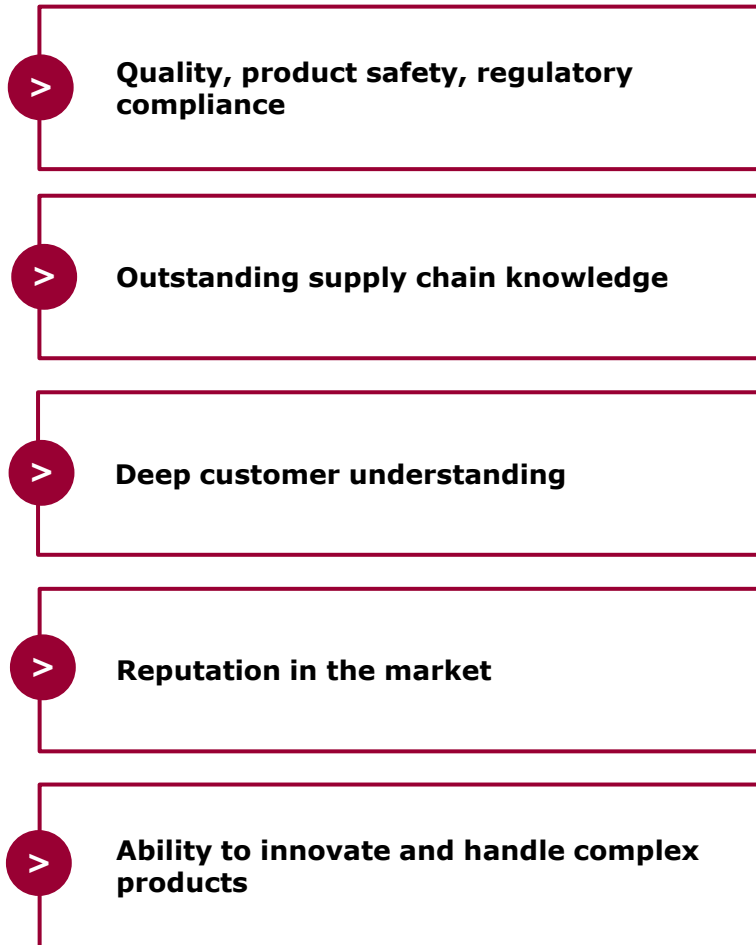 >
Quality, product safety, regulatory
compliance
>
Outstanding supply chain knowledge
>
Deep customer understanding
>
Reputation in the market
>
Ability to innovate and handle complex
products